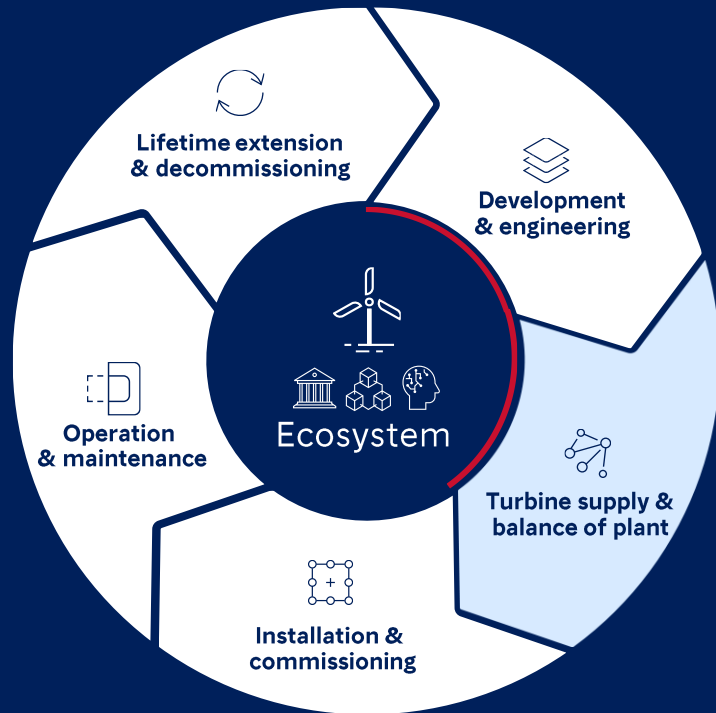 Lifetime extension
& decommissioning
Development
& engineering
Ecosystem
Operation
& maintenance
Turbine supply &
balance of plant
Installation &
commissioning